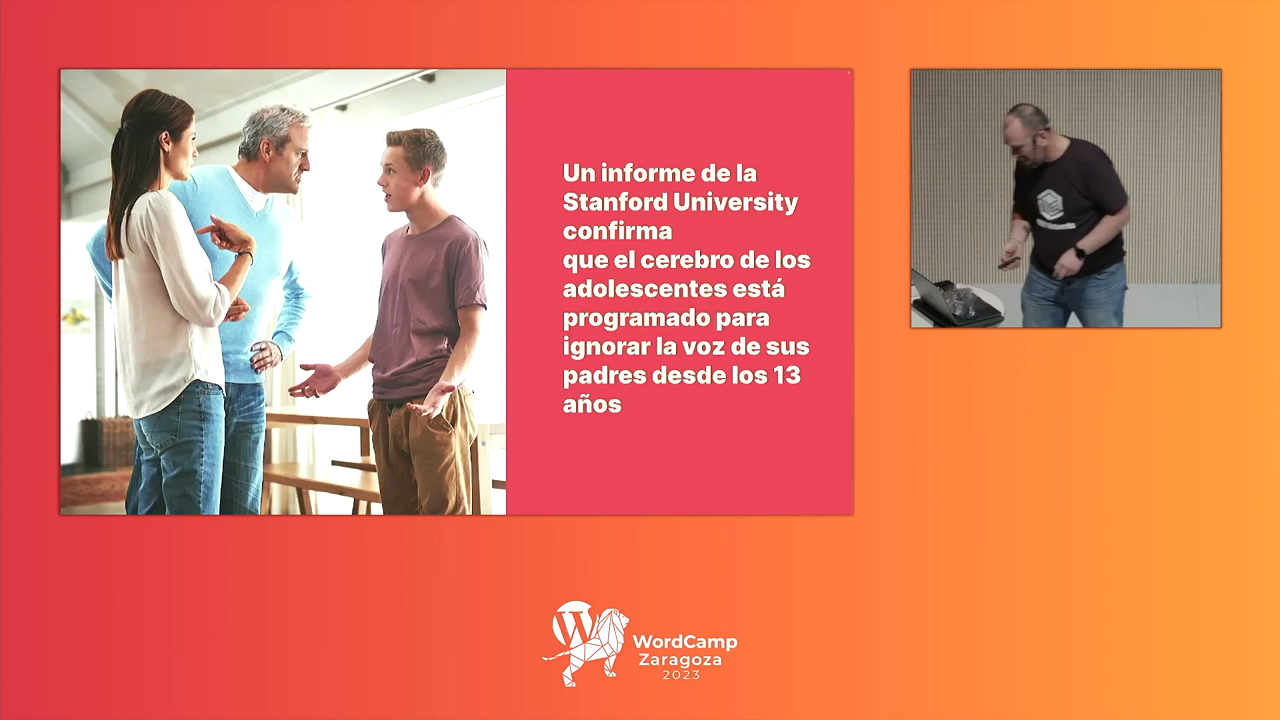 Un informe de la
Stanford University
confirma
que el cerebro de los
adolescentes está
programado para
ignorar la voz de sus
padres desde los 13
años
WordCamp
Zaragoza
2023